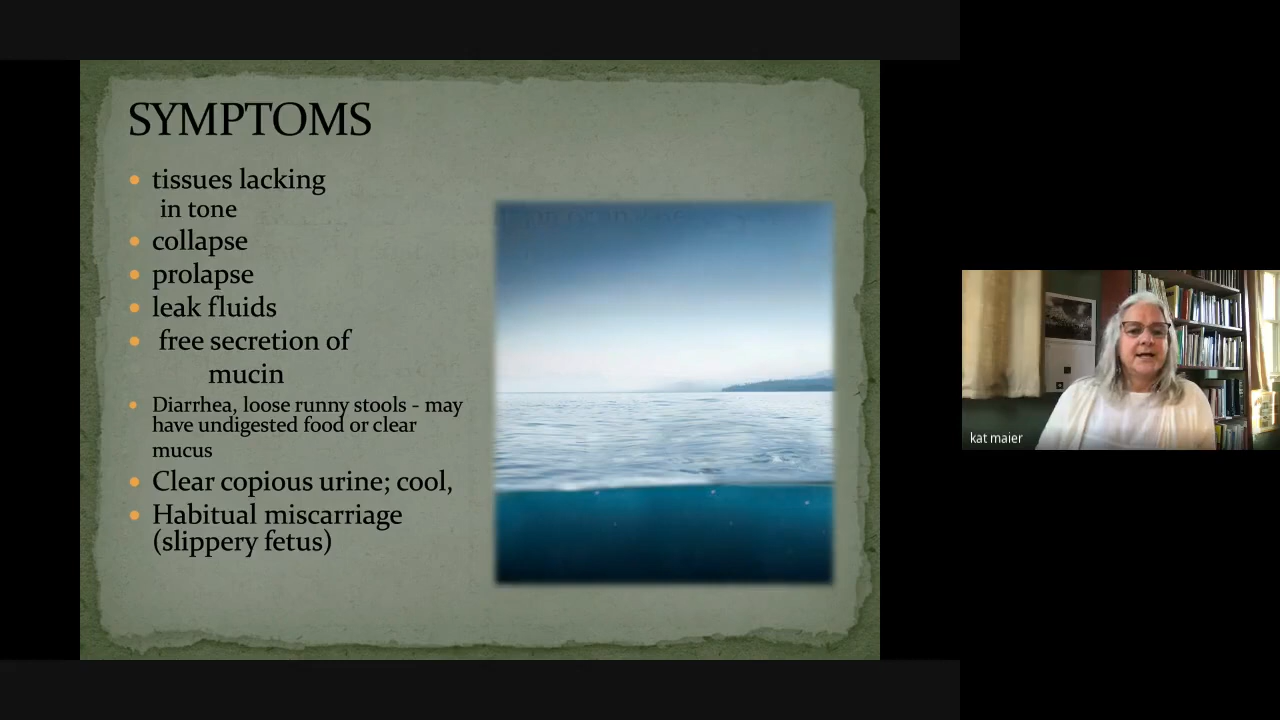 SYMPTOMS
tissues lacking
in tone
collapse
prolapse
leak fluids
free secretion of
mucin
Diarrhea, loose runny stools - may
have undigested food or clear
mucus
Clear copious urine; cool,
Habitual miscarriage
(slippery fetus)
kat maier